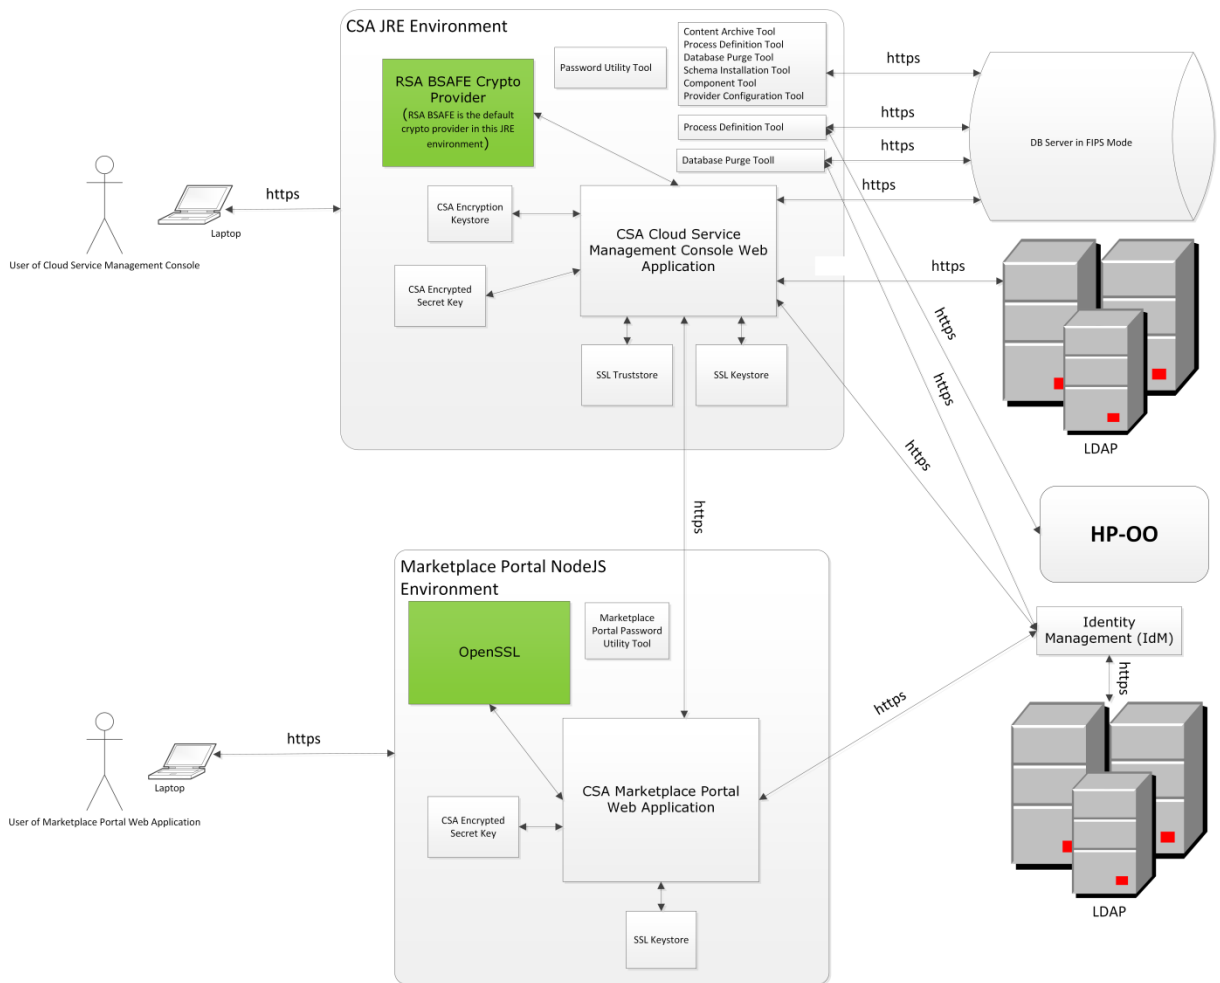 CSA JRE Environment
RSA BSAFE Crypto
Provider
(RSA BSAFE is the default
crypto provider in this JRE
environment)
Password Utility Tool
Content Archive Tool
Process Definition Tool
Database Purge Tool
Schema Installation Tool
Component Tool
Provider Configuration Tool
Process Definition Tool
Database Purge Tooll
https
https
https
https
DB Server in FIPS Mode
https
Laptop
User of Cloud Service Management Console
CSA Encryption
Keystore
CSA Encrypted
Secret Key
CSA Cloud Service
Management Console Web
Application
SSL Truststore
SSL Keystore
https
LDAP
https
https
https
https
HP-OO
Identity
Management (IdM)
https
LDAP
https
Marketplace Portal NodeJS
Environment
OpenSSL
Marketplace
Portal Password
Utility Tool
https
Laptop
User of Marketplace Portal Web Application
CSA Marketplace Portal
Web Application
CSA Encrypted
Secret Key
SSL Keystore